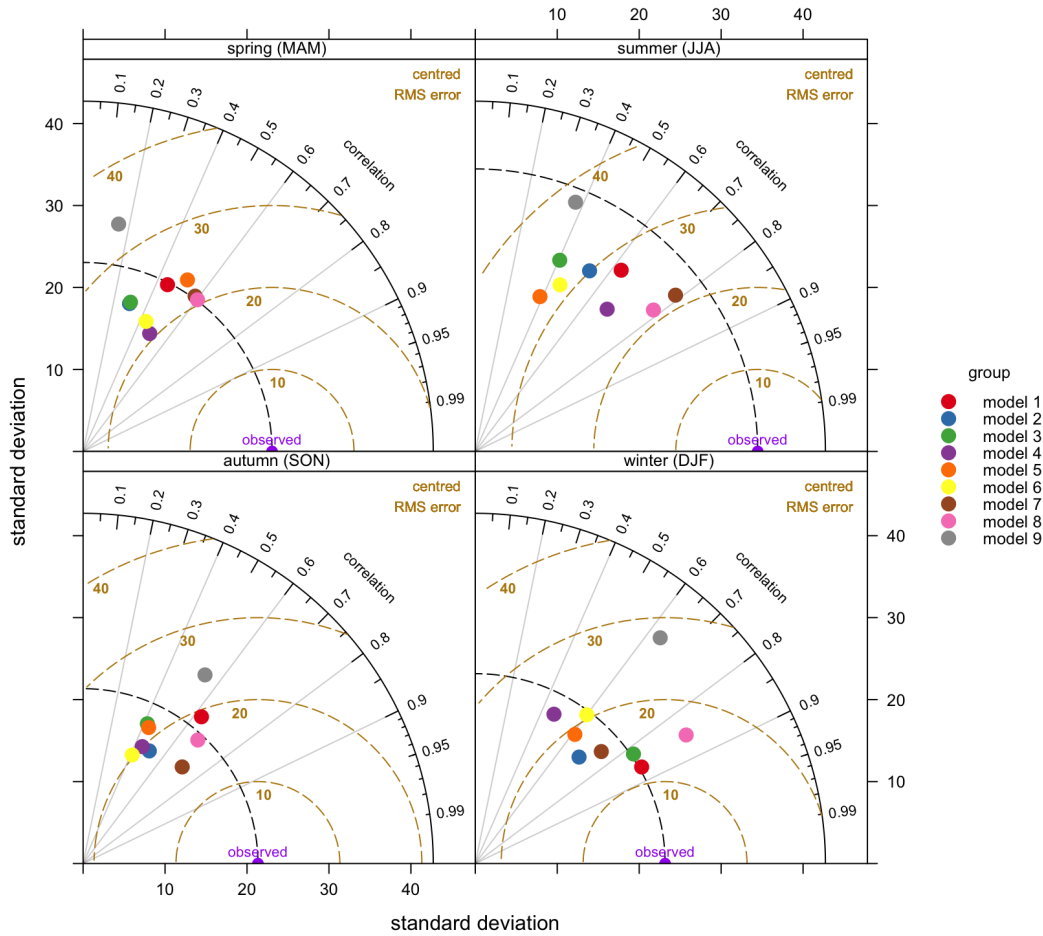 10 20 30 40
spring (MAM)
summer (JJA)
centred
RMS error
0.1 0.2 0.3 0.4 0.5 0.6 0.7 0.8 0.9 0.95 0.99
correlation
40
30
20
10
observed
centred
RMS error
0.1 0.2 0.3 0.4 0.5 0.6 0.7 0.8 0.9 0.95 0.99
correlation
40
30
20
10
observed
40
30
20
10
autumn (SON)
winter (DJF)
centred
RMS error
0.1 0.2 0.3 0.4 0.5 0.6 0.7 0.8 0.9 0.95 0.99
correlation
40
30
20
10
observed
centred
RMS error
0.1 0.2 0.3 0.4 0.5 0.6 0.7 0.8 0.9 0.95 0.99
correlation
40
30
20
10
observed
40
30
20
10
10 20 30 40
standard deviation
standard deviation
group
model 1
model 2
model 3
model 4
model 5
model 6
model 7
model 8
model 9